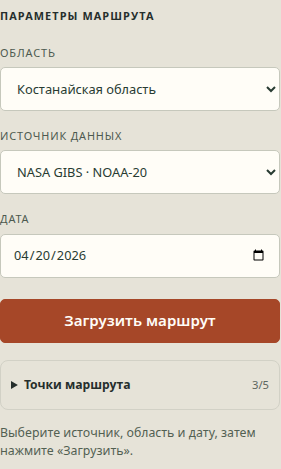 ПАРАМЕТРЫ МАРШРУТА
ОБЛАСТЬ
Костанайская область
ИСТОЧНИК ДАННЫХ
NASA GIBS · NOAA-20
ДАТА
04/20/2026
Загрузить маршрут
Точки маршрута 3/5
Выберите источник, область и дату, затем
нажмите «Загрузить».